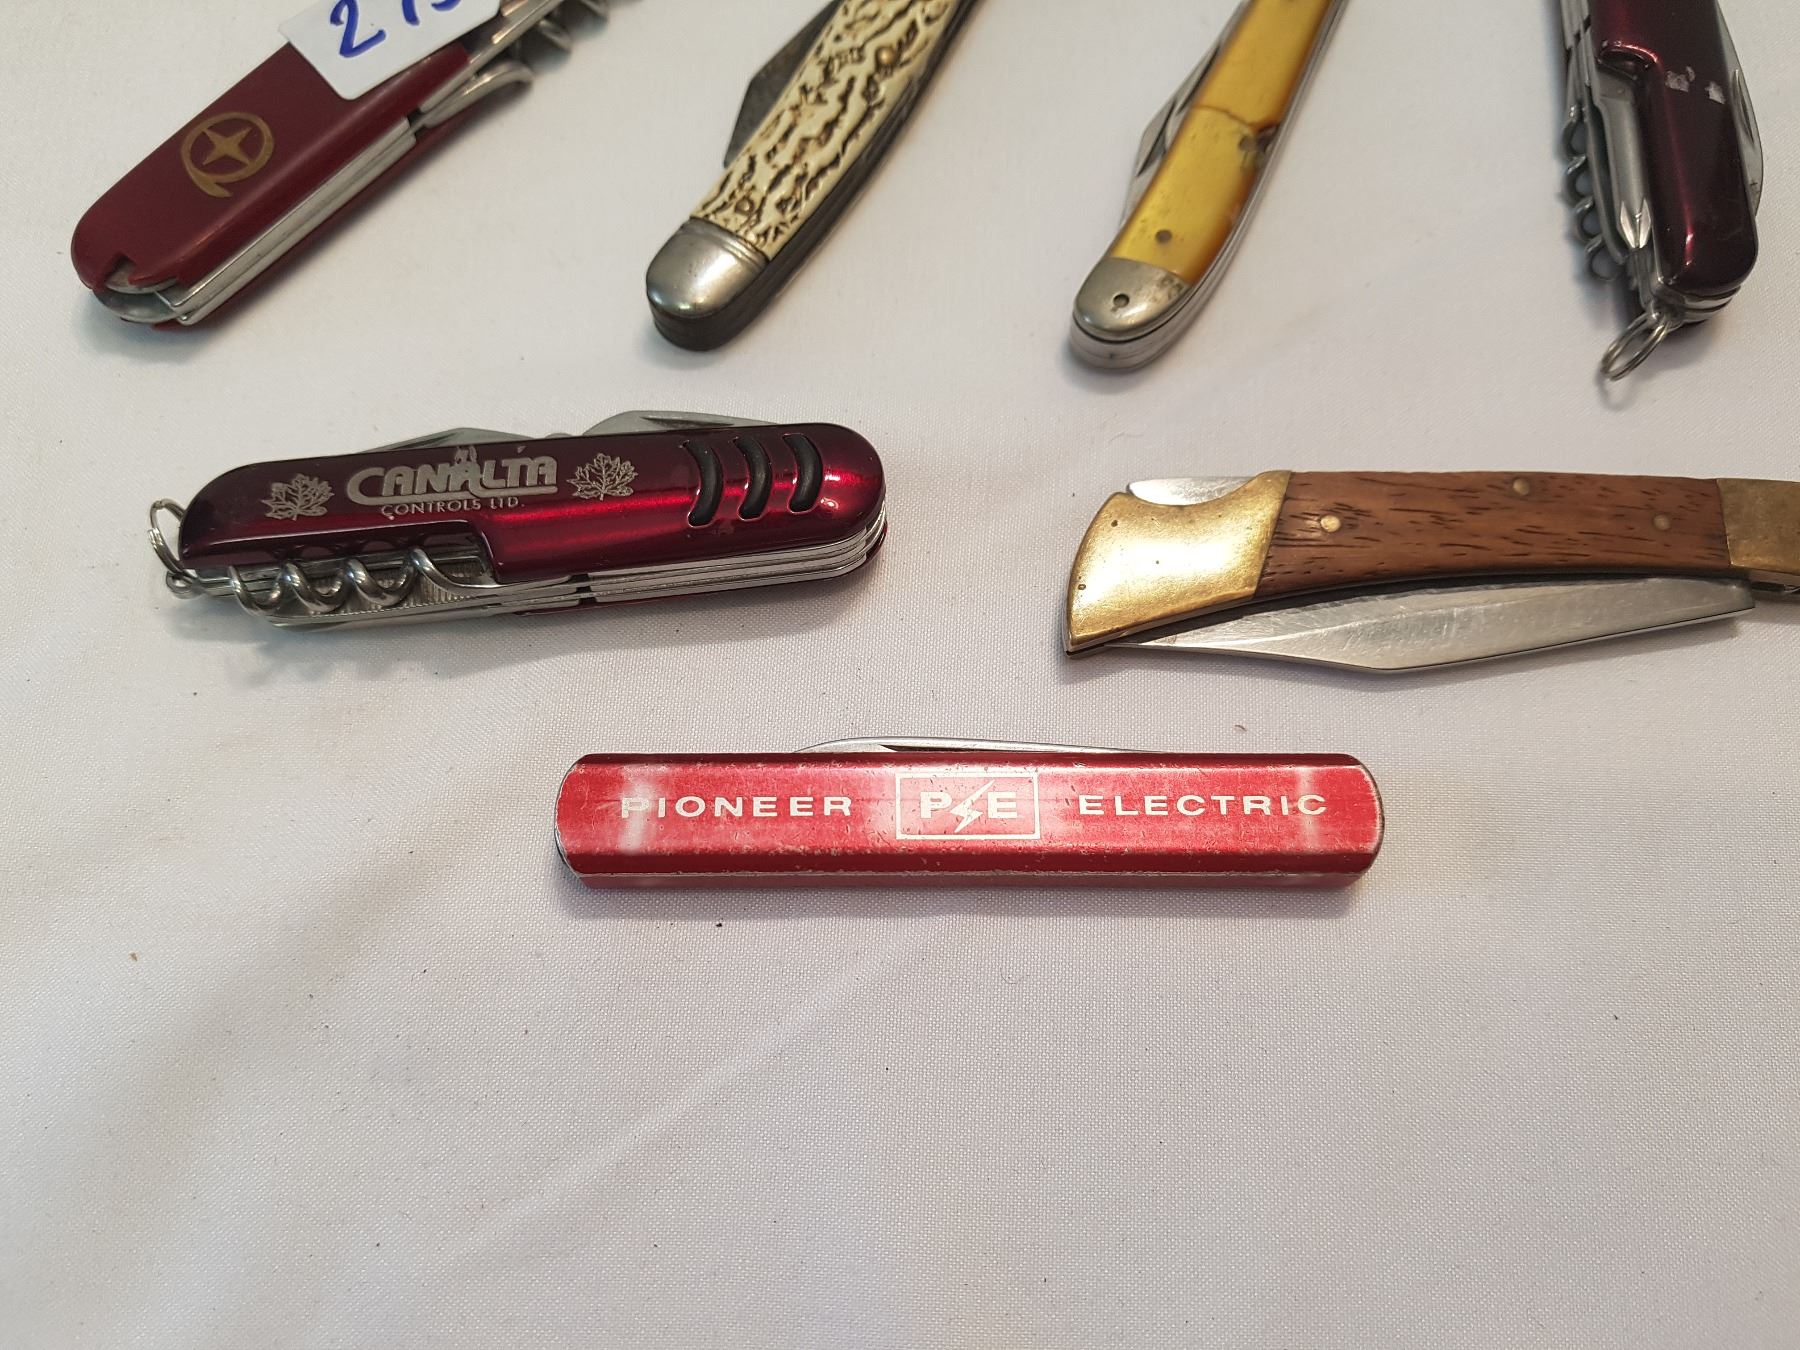 CANALTA
CONTROLS LTD.
PIONEER P E ELECTRIC